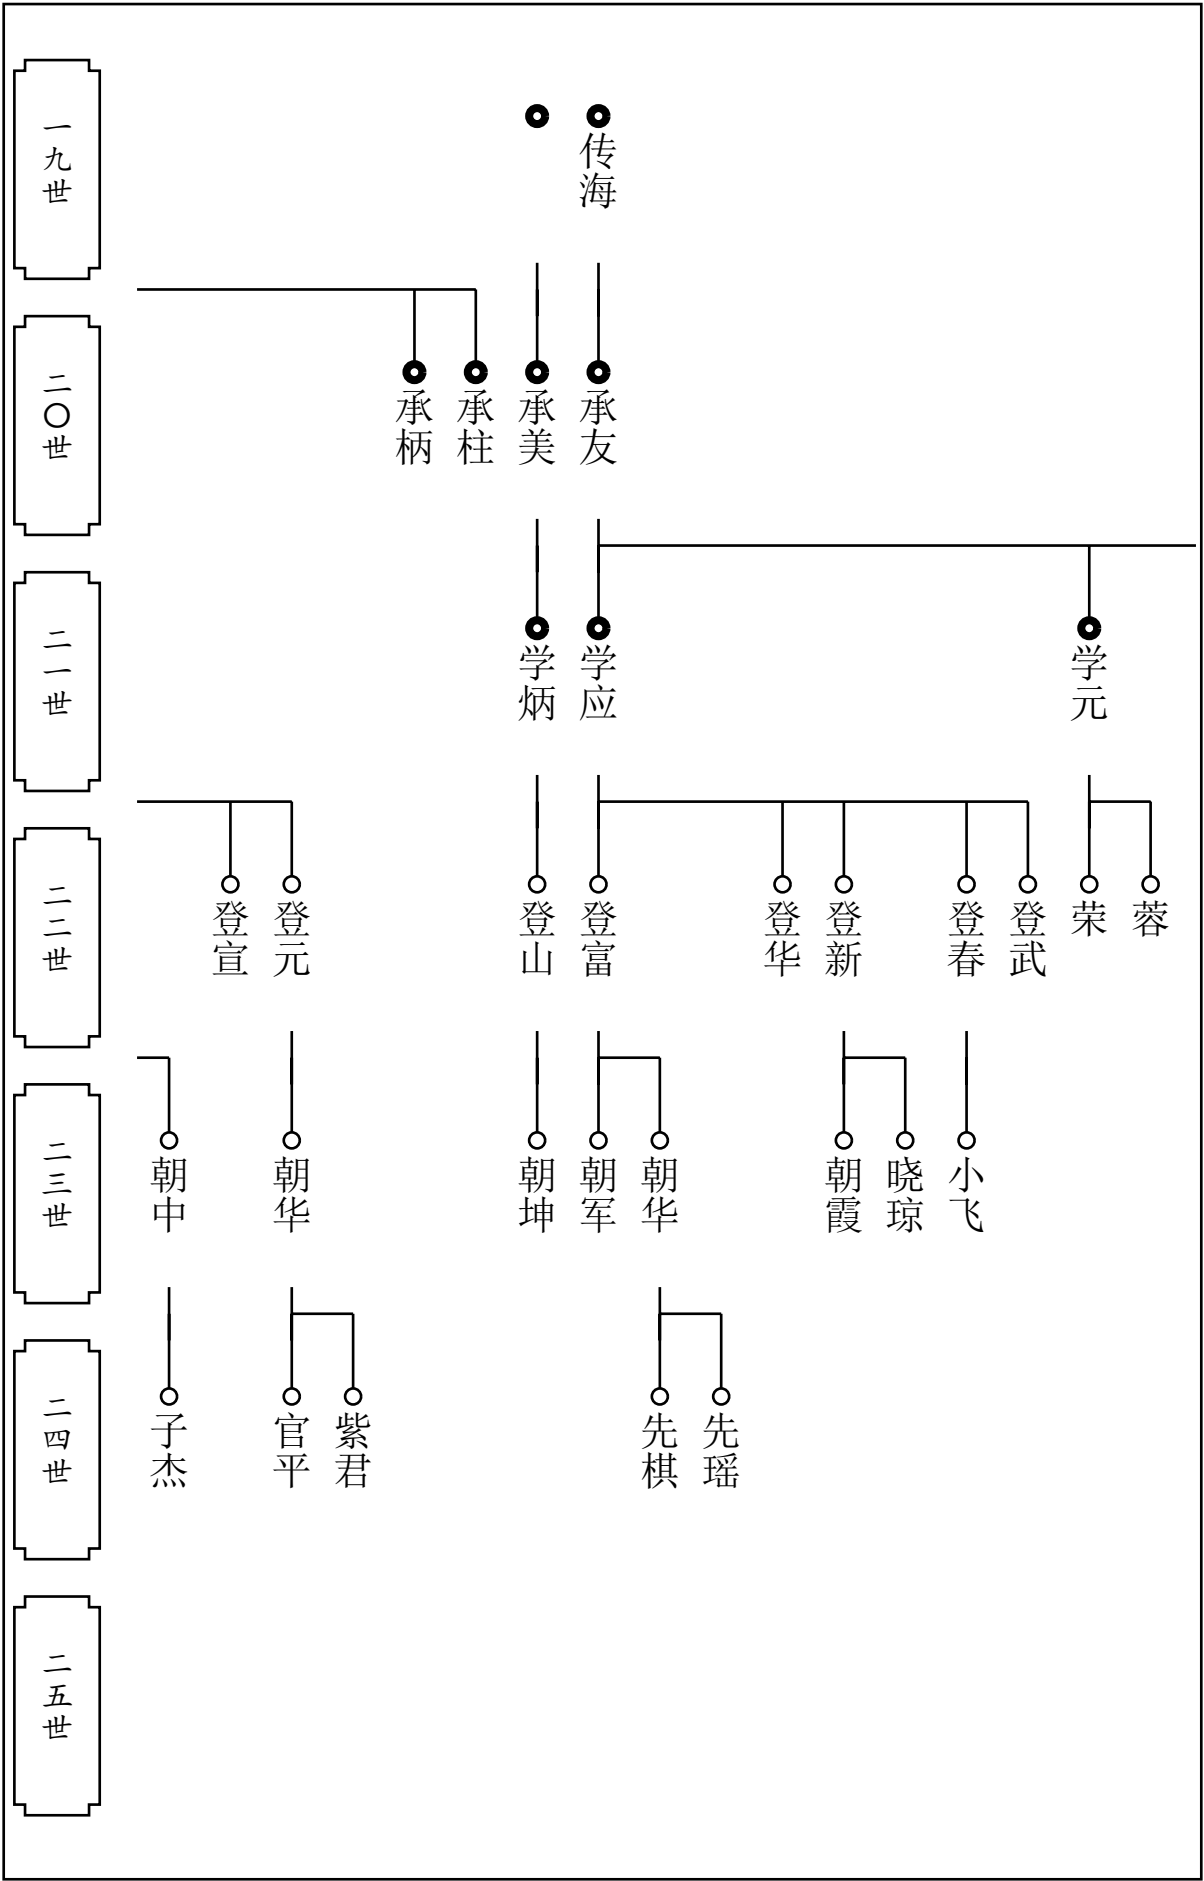 一九世
传海
二〇世
承柄
承柱
承美
承友
二一世
学炳
学应
学元
二二世
登宣
登元
登山
登富
登华
登新
登春
登武
荣
蓉
二三世
朝中
朝华
朝坤
朝军
朝华
朝霞
晓琼
小飞
二四世
子杰
官平
紫君
先棋
先瑶
二五世